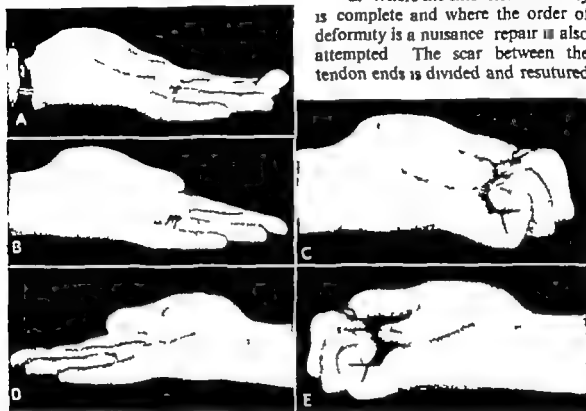 is complete and where the order of
deformity is a nuisance repair is also
attempted The scar between the
tendon ends is divided and resutured
A
B
C
D
E